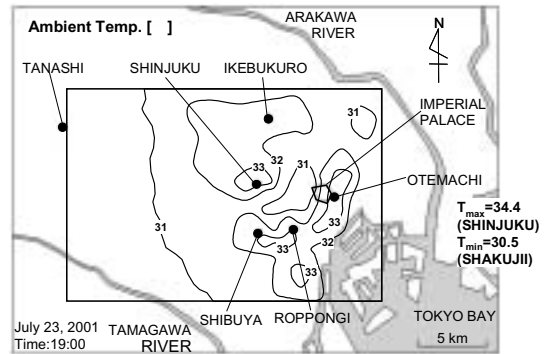 Ambient Temp. [ ]
ARAKAWA
RIVER
N
TANASHI
SHINJUKU
IKEBUKURO
IMPERIAL
PALACE
31
32
33
31
31
OTEMACHI
T max=34.4
(SHINJUKU)
T min=30.5
(SHAKUJII)
33
32
33
33
SHIBUYA
ROPPONGI
July 23, 2001
Time:19:00
TAMAGAWA
RIVER
TOKYO BAY
5 km